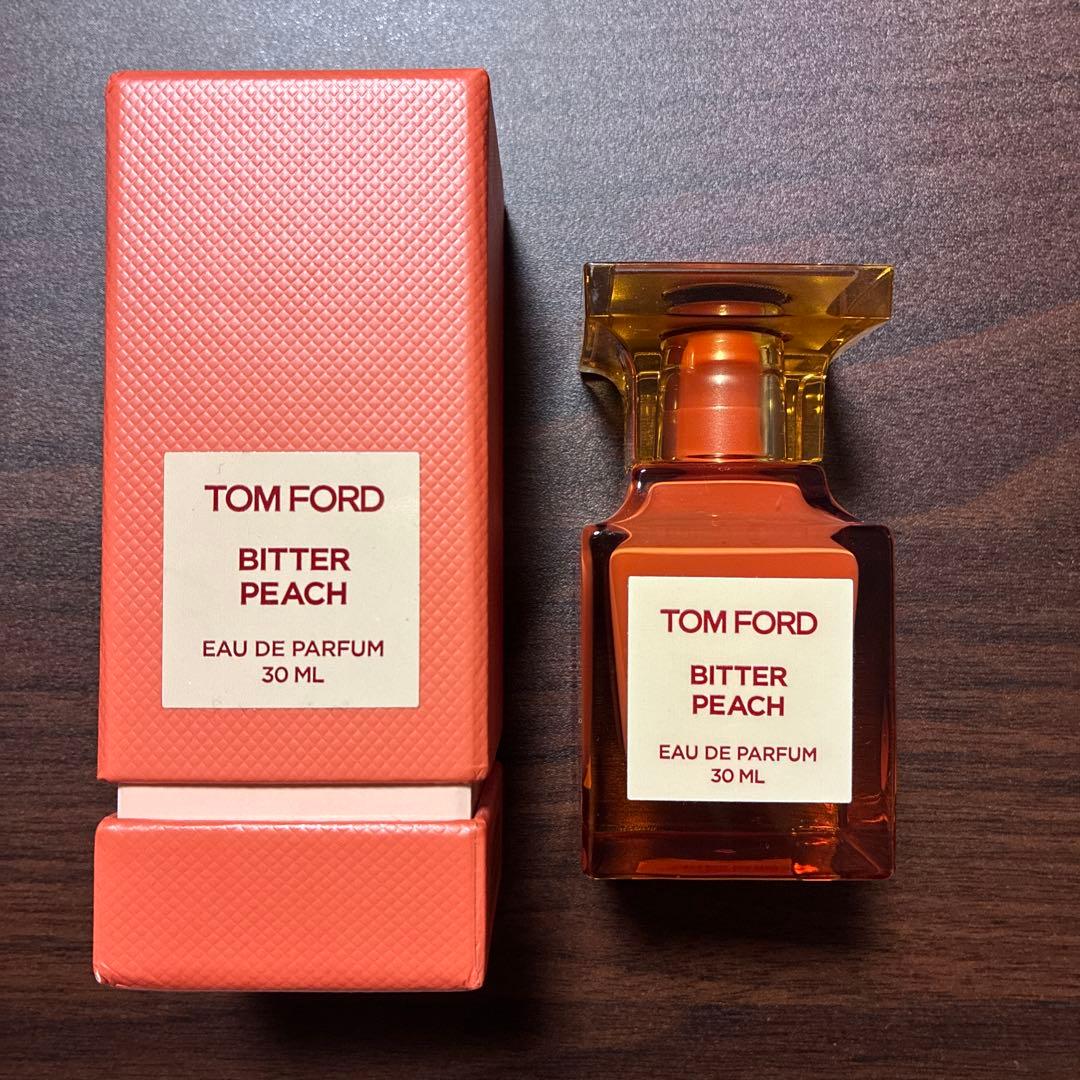 TOM FORD
BITTER
PEACH
EAU DE PARFUM
30 ML
TOM FORD
BITTER
PEACH
EAU DE PARFUM
30 ML